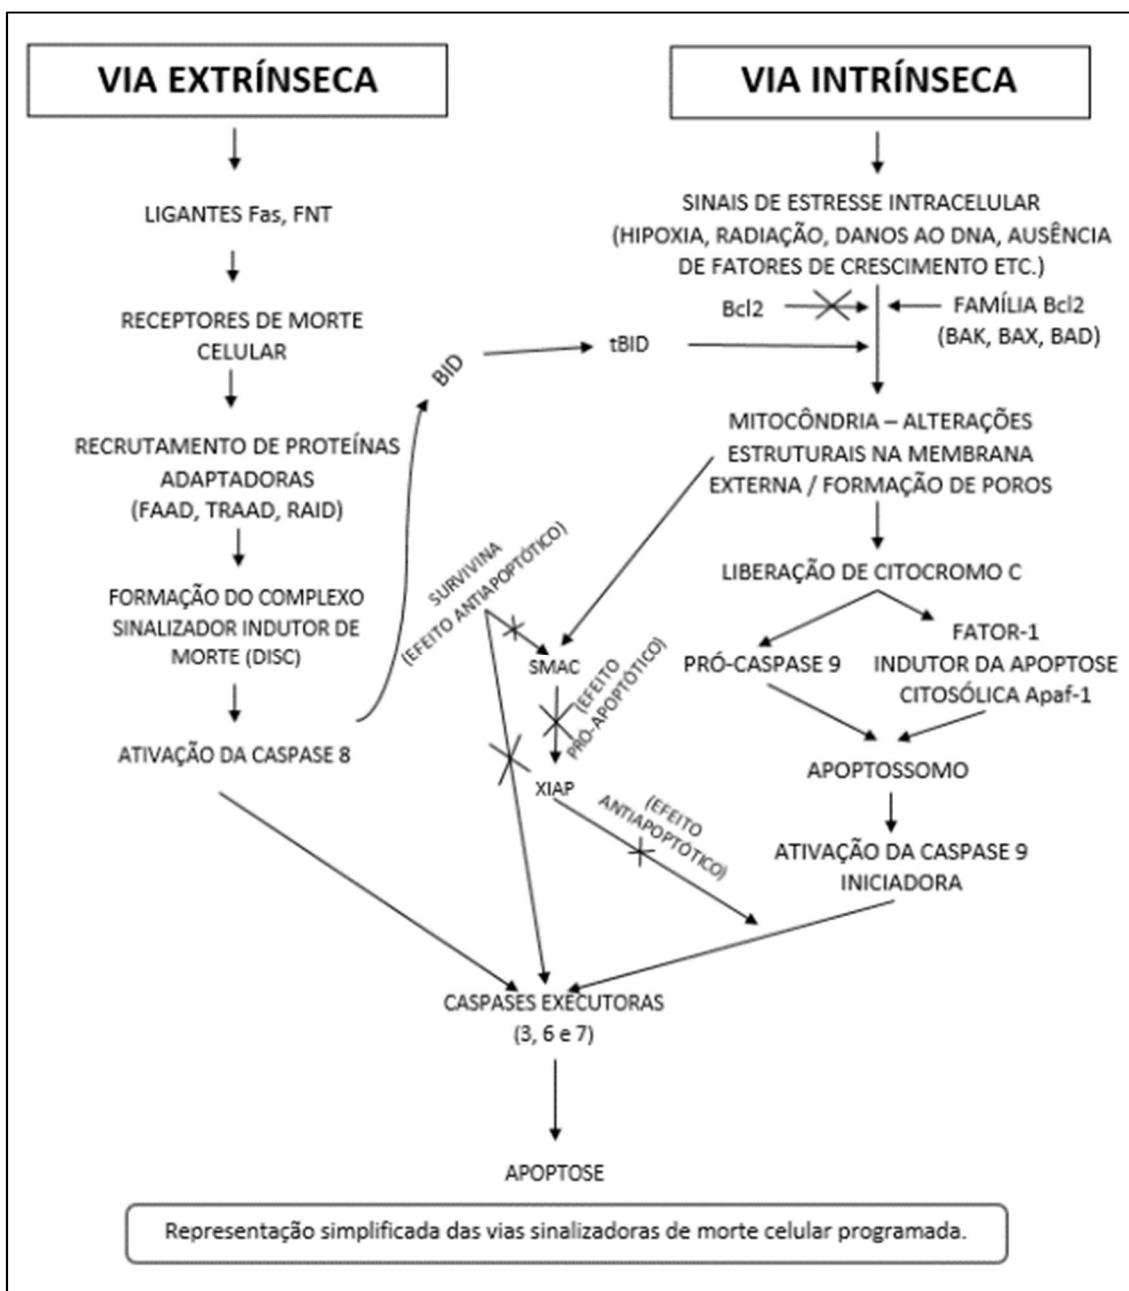 VIA EXTRÍNSECA
LIGANTES Fas, FNT
RECEPTORES DE MORTE
CELULAR
RECRUTAMENTO DE PROTEÍNAS
ADAPTADORAS
(FAAD, TRAAD, RAID)
FORMAÇÃO DO COMPLEXO
SINALIZADOR INDUTOR DE
MORTE (DISC)
ATIVAÇÃO DA CASPASE 8
BID
tBID
VIA INTRÍNSECA
SINAIS DE ESTRESSE INTRACELULAR
(HIPOXIA, RADIAÇÃO, DANOS AO DNA, AUSÊNCIA
DE FATORES DE CRESCIMENTO ETC.)
Bcl2
FAMÍLIA Bcl2
(BAK, BAX, BAD)
MITOCÔNDRIA – ALTERAÇÕES
ESTRUTURAIS NA MEMBRANA
EXTERNA / FORMAÇÃO DE POROS
LIBERAÇÃO DE CITOCROMO C
PRÓ-CASPASE 9
FATOR-1
INDUTOR DA APOPTOSE
CITOSÓLICA Apaf-1
APOPTOSSOMO
ATIVAÇÃO DA CASPASE 9
INICIADORA
SURVIVINA
(EFEITO ANTIAPOPTÓTICO)
SMAC
(EFEITO
PRÓ-APOPTÓTICO)
XIAP
(EFEITO
ANTIAPOPTÓTICO)
CASPASES EXECUTORAS
(3, 6 e 7)
APOPTOSE
Representação simplificada das vias sinalizadoras de morte celular programada.